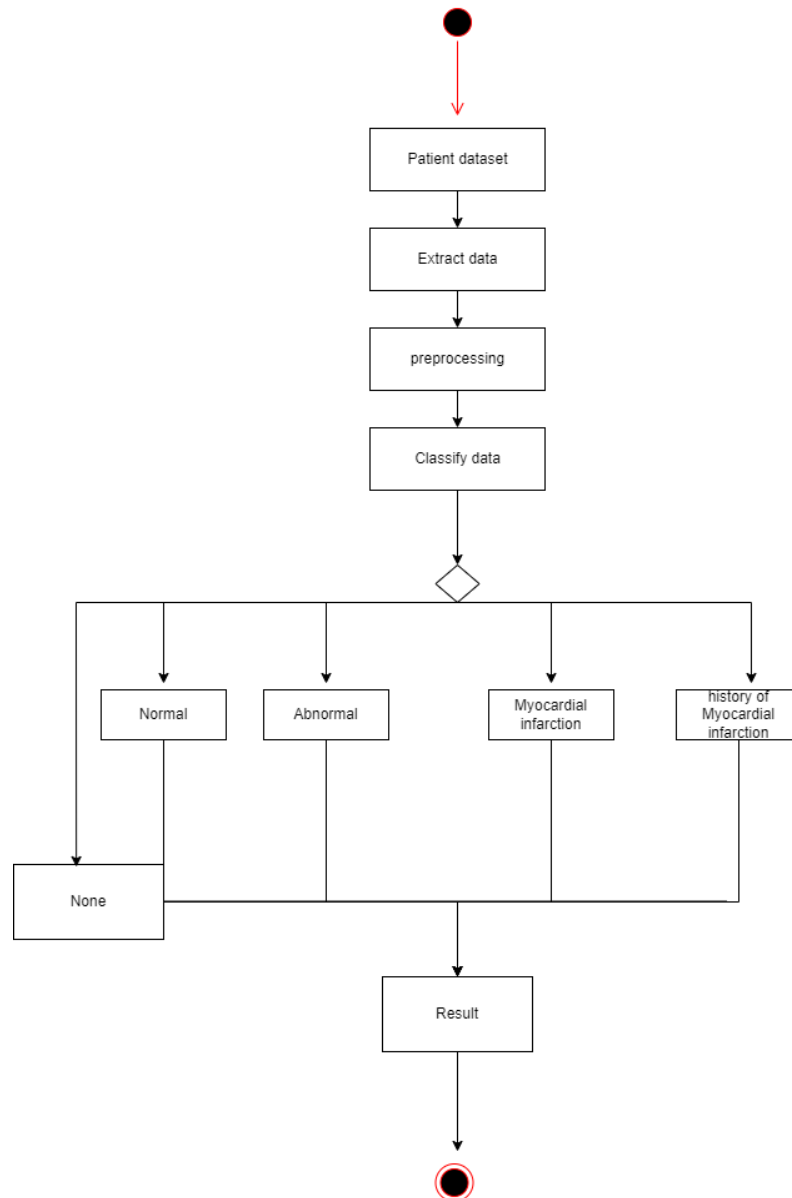 Patient dataset
Extract data
preprocessing
Classify data
Normal
Abnormal
Myocardial
infarction
history of
Myocardial
infarction
None
Result